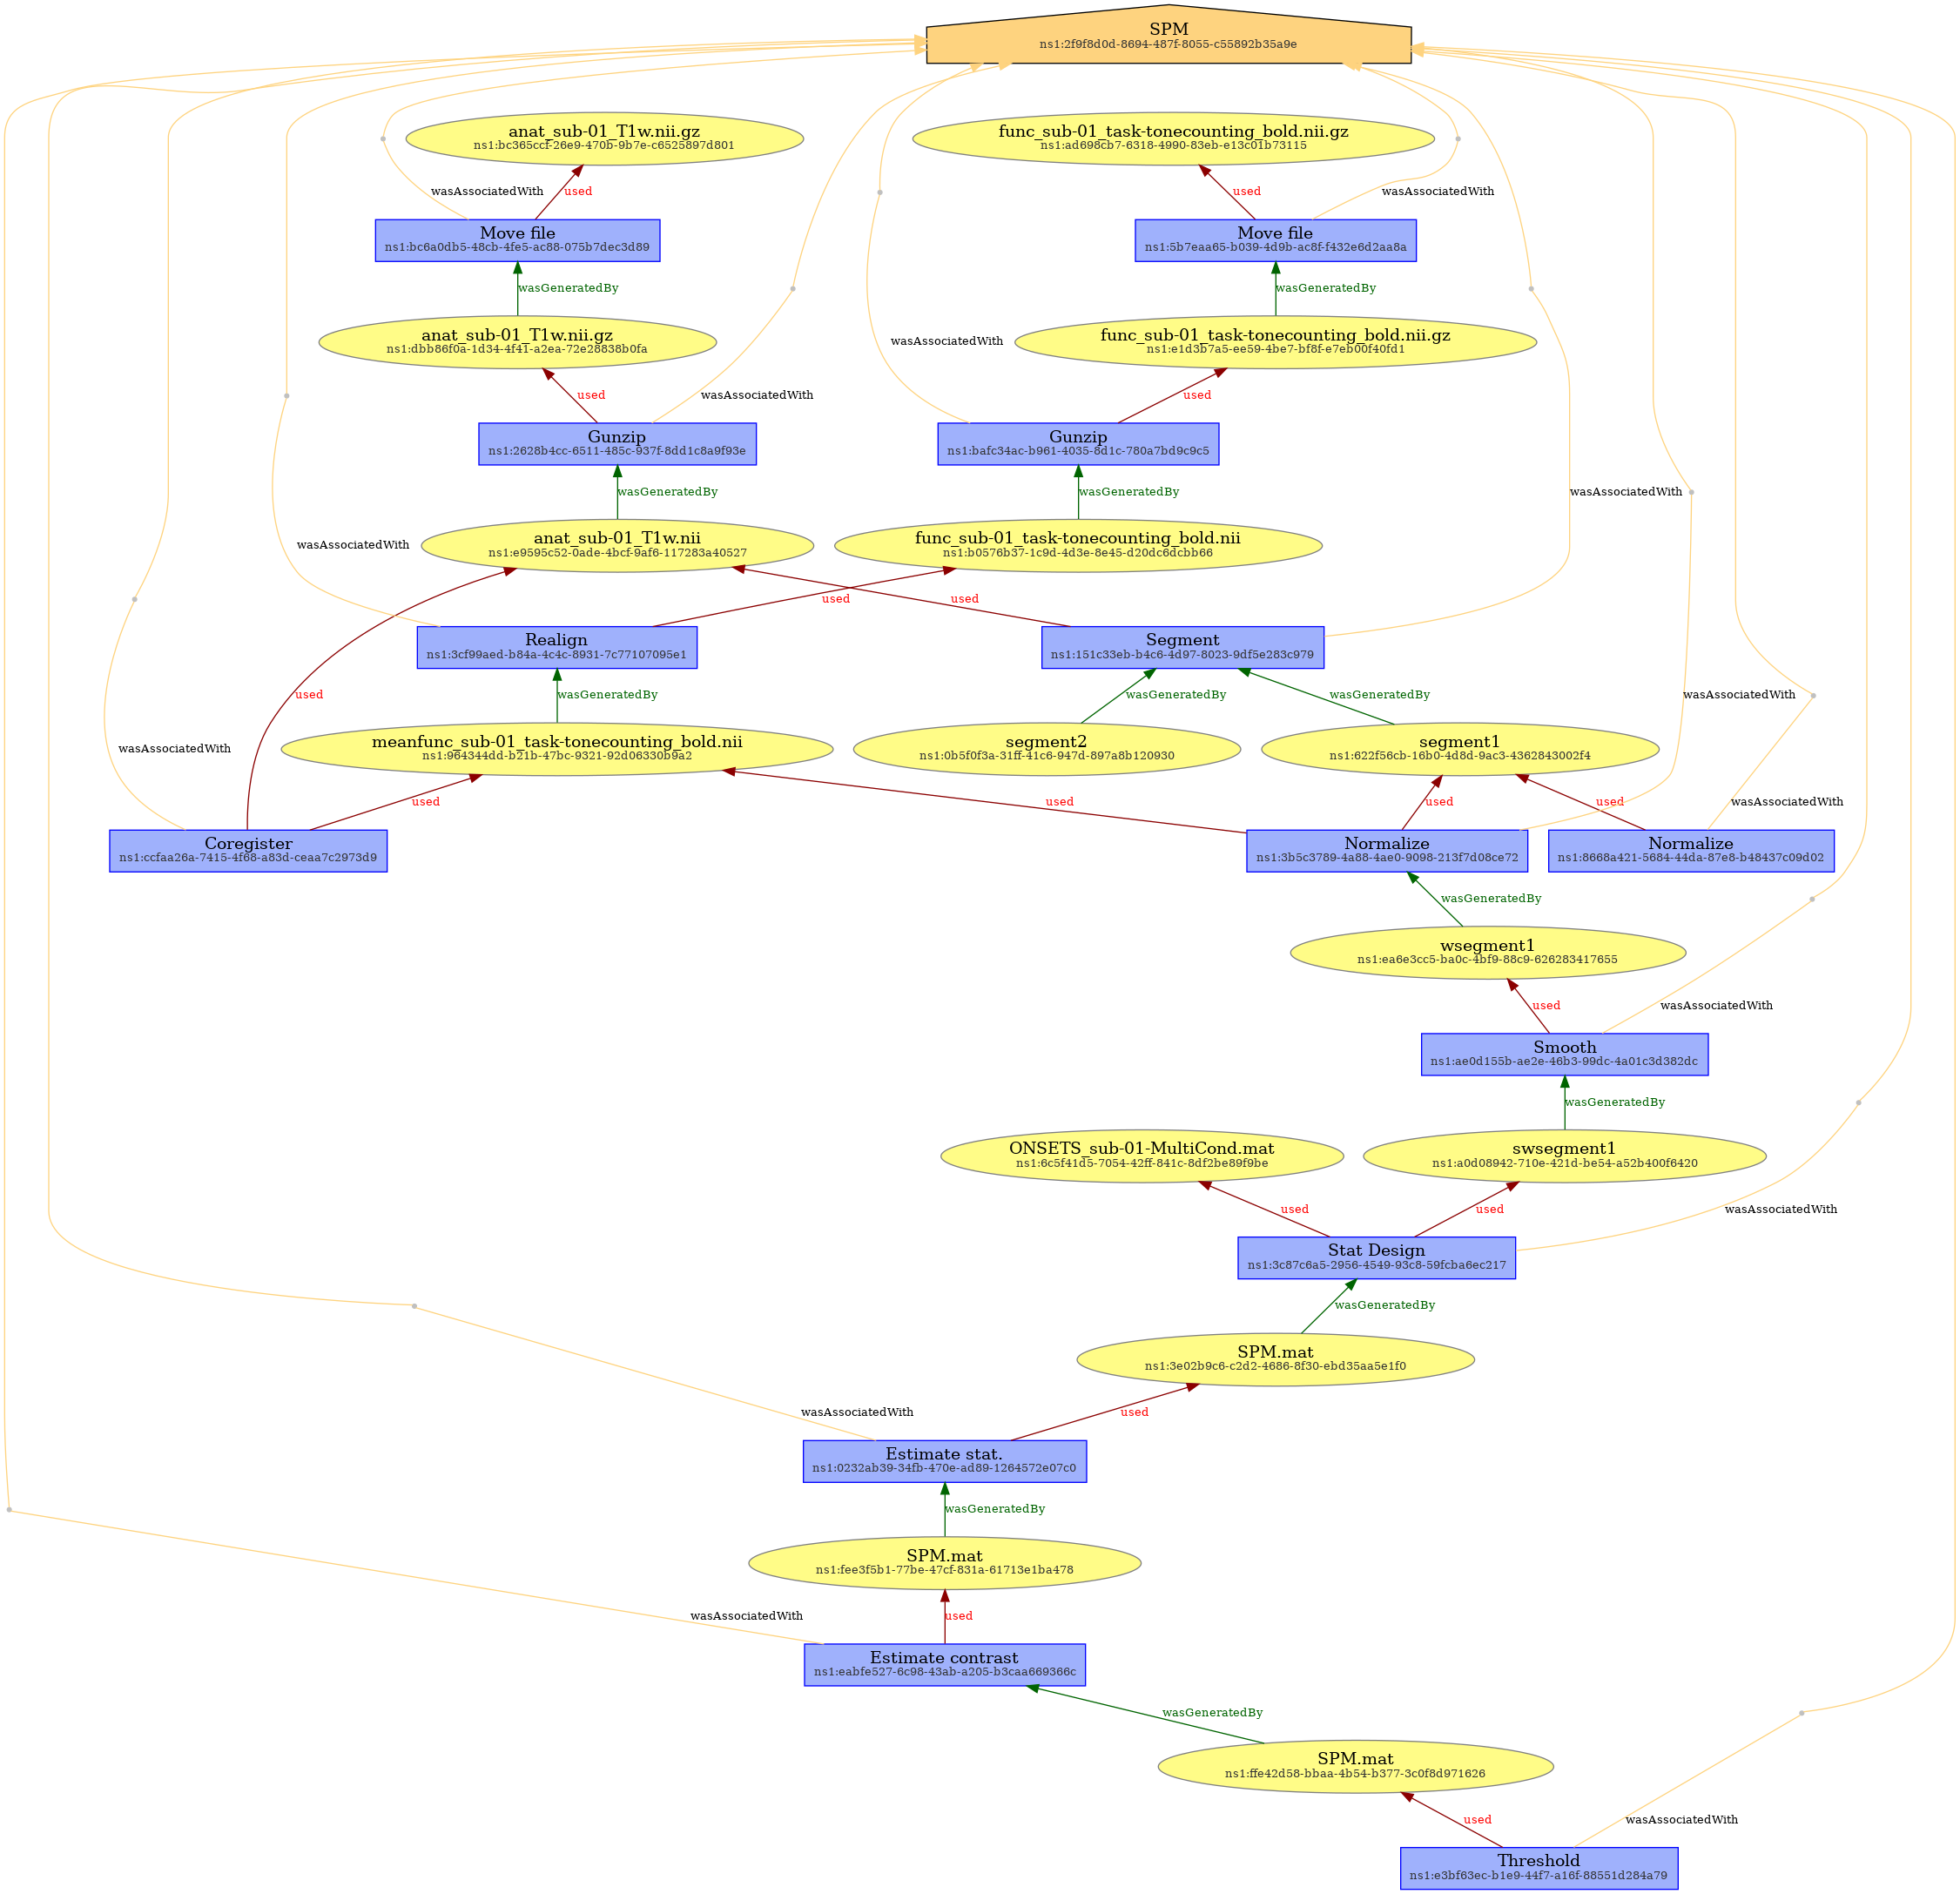 SPM
ns1:2f9f8d0d-8694-487f-8055-c55892b35a9e
anat_sub-01_T1w.nii.gz
ns1:bc365ccf-26e9-470b-9b7e-c6525897d801
func_sub-01_task-tonecounting_bold.nii.gz
ns1:ad698cb7-6318-4990-83eb-e13c01b73115
wasAssociatedWith
used
used
wasAssociatedWith
Move file
ns1:bc6a0db5-48cb-4fe5-ac88-075b7dec3d89
Move file
ns1:5b7eaa65-b039-4d9b-ac8f-f432e6d2aa8a
wasGeneratedBy
wasGeneratedBy
anat_sub-01_T1w.nii.gz
ns1:dbb86f0a-1d34-4f41-a2ea-72e28838b0fa
wasAssociatedWith
func_sub-01_task-tonecounting_bold.nii.gz
ns1:e1d3b7a5-ee59-4be7-bf8f-e7eb00f40fd1
used
wasAssociatedWith
used
Gunzip
ns1:2628b4cc-6511-485c-937f-8dd1c8a9f93e
Gunzip
ns1:bafc34ac-b961-4035-8d1c-780a7bd9c9c5
wasGeneratedBy
wasGeneratedBy
wasAssociatedWith
wasAssociatedWith
anat_sub-01_T1w.nii
ns1:e9595c52-0ade-4bcf-9af6-117283a40527
func_sub-01_task-tonecounting_bold.nii
ns1:b0576b37-1c9d-4d3e-8e45-d20dc6dcbb66
used
used
Realign
ns1:3cf99aed-b84a-4c4c-8931-7c77107095e1
Segment
ns1:151c33eb-b4c6-4d97-8023-9df5e283c979
used
wasGeneratedBy
wasGeneratedBy
wasGeneratedBy
wasAssociatedWith
wasAssociatedWith
meanfunc_sub-01_task-tonecounting_bold.nii
ns1:964344dd-b21b-47bc-9321-92d06330b9a2
segment2
ns1:0b5f0f3a-31ff-41c6-947d-897a8b120930
segment1
ns1:622f56cb-16b0-4d8d-9ac3-4362843002f4
used
used
used
used
wasAssociatedWith
Coregister
ns1:ccfaa26a-7415-4f68-a83d-ceaa7c2973d9
Normalize
ns1:3b5c3789-4a88-4ae0-9098-213f7d08ce72
Normalize
ns1:8668a421-5684-44da-87e8-b48437c09d02
wasGeneratedBy
wsegment1
ns1:ea6e3cc5-ba0c-4bf9-88c9-626283417655
used
wasAssociatedWith
Smooth
ns1:ae0d155b-ae2e-46b3-99dc-4a01c3d382dc
wasGeneratedBy
ONSETS_sub-01-MultiCond.mat
ns1:6c5f41d5-7054-42ff-841c-8df2be89f9be
swsegment1
ns1:a0d08942-710e-421d-be54-a52b400f6420
used
used
wasAssociatedWith
Stat Design
ns1:3c87c6a5-2956-4549-93c8-59fcba6ec217
wasGeneratedBy
SPM.mat
ns1:3e02b9c6-c2d2-4686-8f30-ebd35aa5e1f0
wasAssociatedWith
used
Estimate stat.
ns1:0232ab39-34fb-470e-ad89-1264572e07c0
wasGeneratedBy
SPM.mat
ns1:fee3f5b1-77be-47cf-831a-61713e1ba478
wasAssociatedWith
used
Estimate contrast
ns1:eabfe527-6c98-43ab-a205-b3caa669366c
wasGeneratedBy
SPM.mat
ns1:ffe42d58-bbaa-4b54-b377-3c0f8d971626
used
wasAssociatedWith
Threshold
ns1:e3bf63ec-b1e9-44f7-a16f-88551d284a79